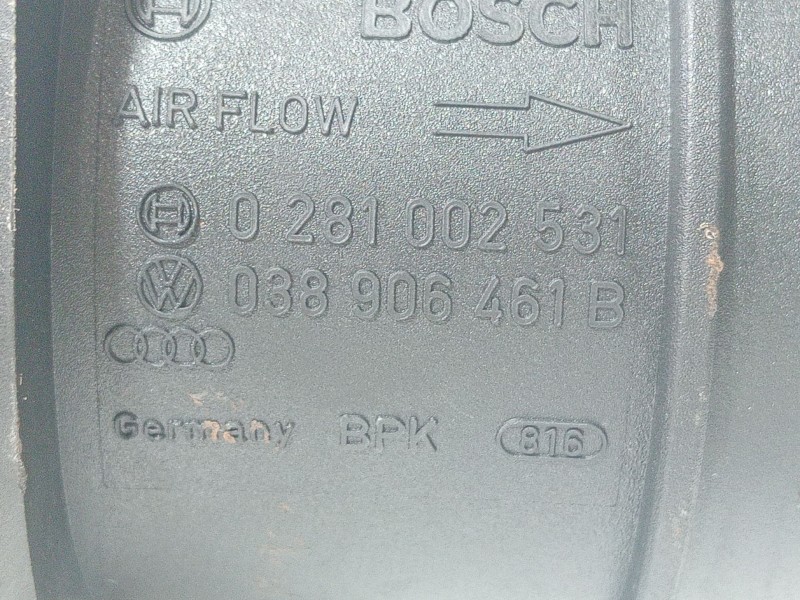 BOSCH
AIR FLOW
0 281 002 531
038 906 461 B
Germany BPK 816